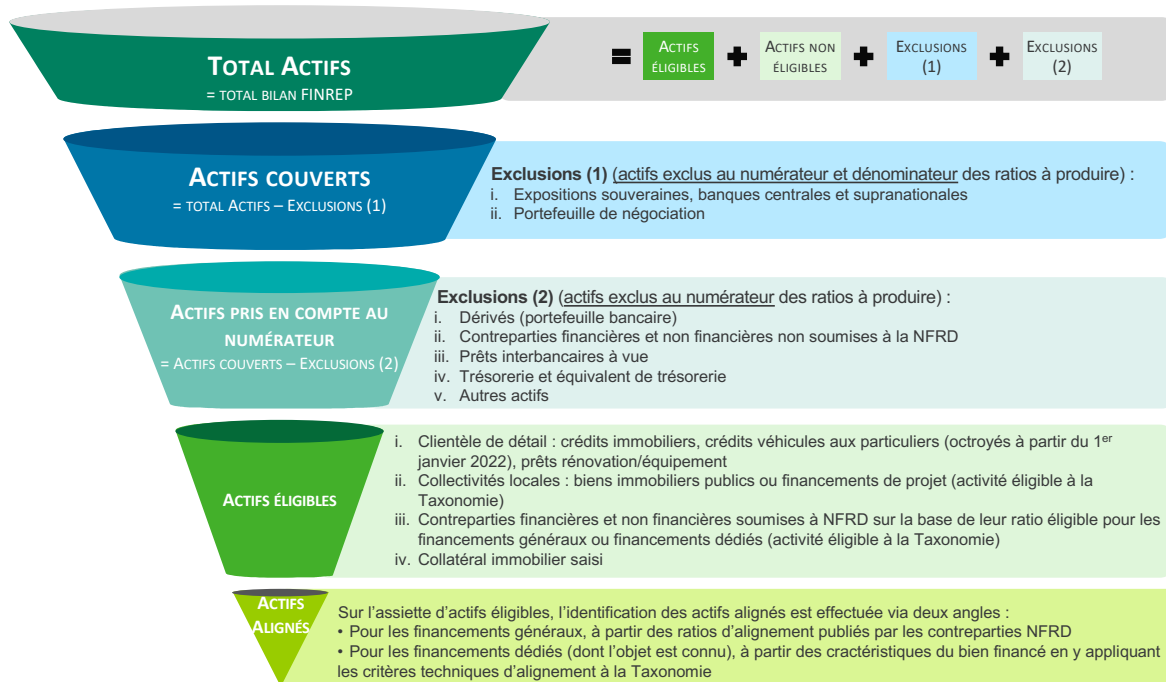 TOTAL ACTIFS
= TOTAL BILAN FINREP
=
ACTIFS
ÉLIGIBLES
+
ACTIFS NON
ÉLIGIBLES
+
EXCLUSIONS
(1)
+
EXCLUSIONS
(2)
ACTIFS COUVERTS
= TOTAL ACTIFS – EXCLUSIONS (1)
Exclusions (1) (actifs exclus au numérateur et dénominateur des ratios à produire) :
i. Expositions souveraines, banques centrales et supranationales
ii. Portefeuille de négociation
ACTIFS PRIS EN COMPTE AU
NUMÉRATEUR
= ACTIFS COUVERTS – EXCLUSIONS (2)
Exclusions (2) (actifs exclus au numérateur des ratios à produire) :
i. Dérivés (portefeuille bancaire)
ii. Contreparties financières et non financières non soumises à la NFRD
iii. Prêts interbancaires à vue
iv. Trésorerie et équivalent de trésorerie
v. Autres actifs
ACTIFS ÉLIGIBLES
i. Clientèle de détail : crédits immobiliers, crédits véhicules aux particuliers (octroyés à partir du 1er
janvier 2022), prêts rénovation/équipement
ii. Collectivités locales : biens immobiliers publics ou financements de projet (activité éligible à la
Taxonomie)
iii. Contreparties financières et non financières soumises à NFRD sur la base de leur ratio éligible pour les
financements généraux ou financements dédiés (activité éligible à la Taxonomie)
iv. Collatéral immobilier saisi
ACTIFS
ALIGNÉS
Sur l'assiette d'actifs éligibles, l'identification des actifs alignés est effectuée via deux angles :
• Pour les financements généraux, à partir des ratios d'alignement publiés par les contreparties NFRD
• Pour les financements dédiés (dont l'objet est connu), à partir des cractéristiques du bien financé en y appliquant
les critères techniques d'alignement à la Taxonomie